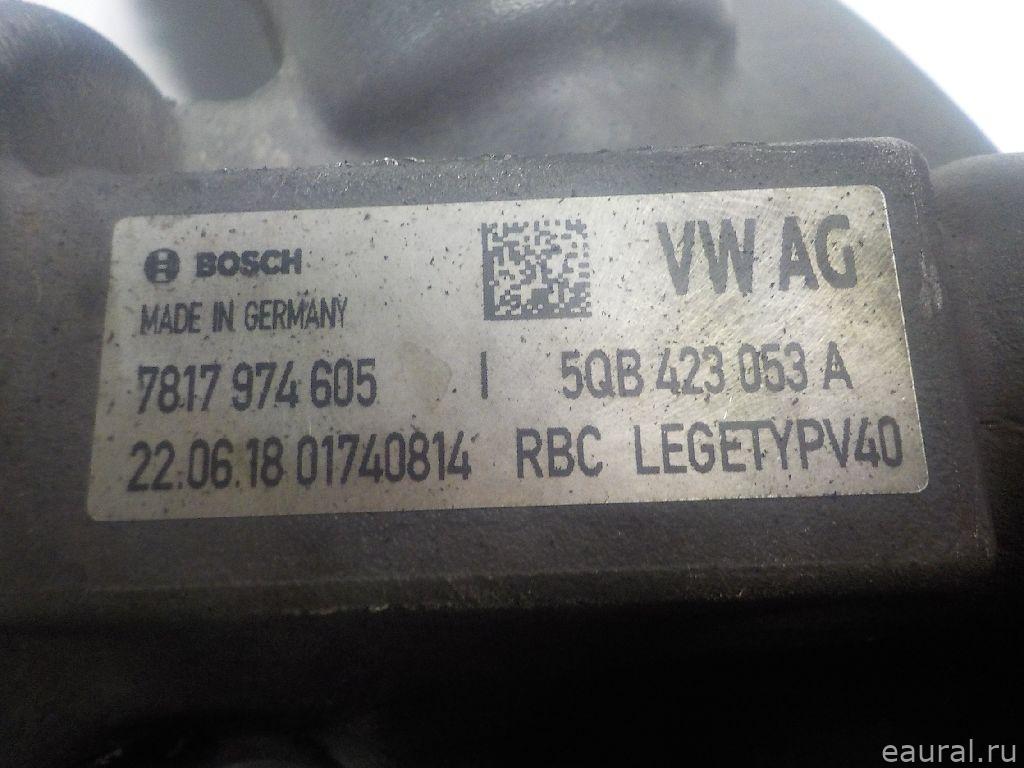 BOSCH
VW AG
MADE IN GERMANY
7817 974 605 | 5QB 423 053 A
22.06.18 01740814 RBC LEGETYPV40
eaural.ru